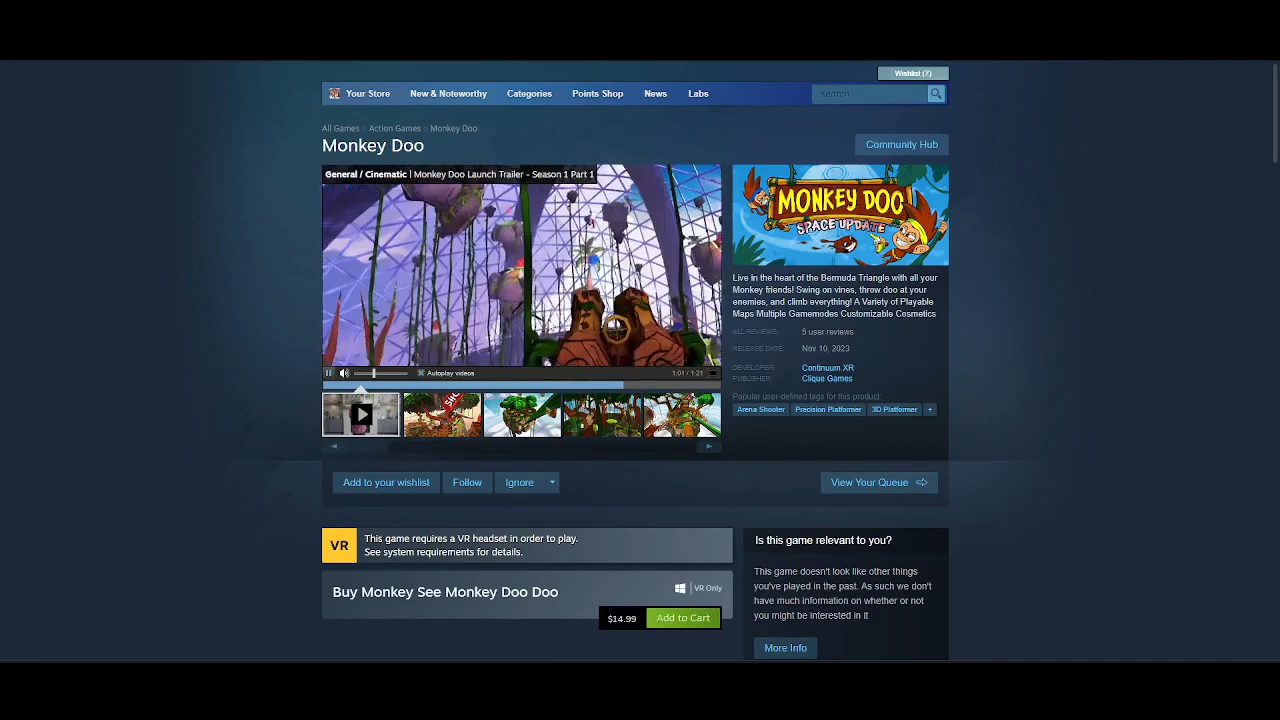 Wishlist (7)
Your Store New & Noteworthy Categories Points Shop News Labs search
All Games > Action Games > Monkey Doo
Monkey Doo
Community Hub
General / Cinematic | Monkey Doo Launch Trailer - Season 1 Part 1
MONKEY DOO
SPACE UPDATE
Live in the heart of the Bermuda Triangle with all your
Monkey friends! Swing on vines, throw doo at your
enemies, and climb everything! A Variety of Playable
Maps Multiple Gamemodes Customizable Cosmetics
ALL REVIEWS: 5 user reviews
RELEASE DATE: Nov 10, 2023
DEVELOPER: Continuum XR
PUBLISHER: Clique Games
Popular user-defined tags for this product:
Arena Shooter Precision Platformer 3D Platformer +
Autoplay videos 1:01 / 1:21
Add to your wishlist Follow Ignore View Your Queue
VR This game requires a VR headset in order to play.
See system requirements for details.
Buy Monkey See Monkey Doo Doo
VR Only
$14.99 Add to Cart
Is this game relevant to you?
This game doesn't look like other things
you've played in the past. As such we don't
have much information on whether or not
you might be interested in it
More Info